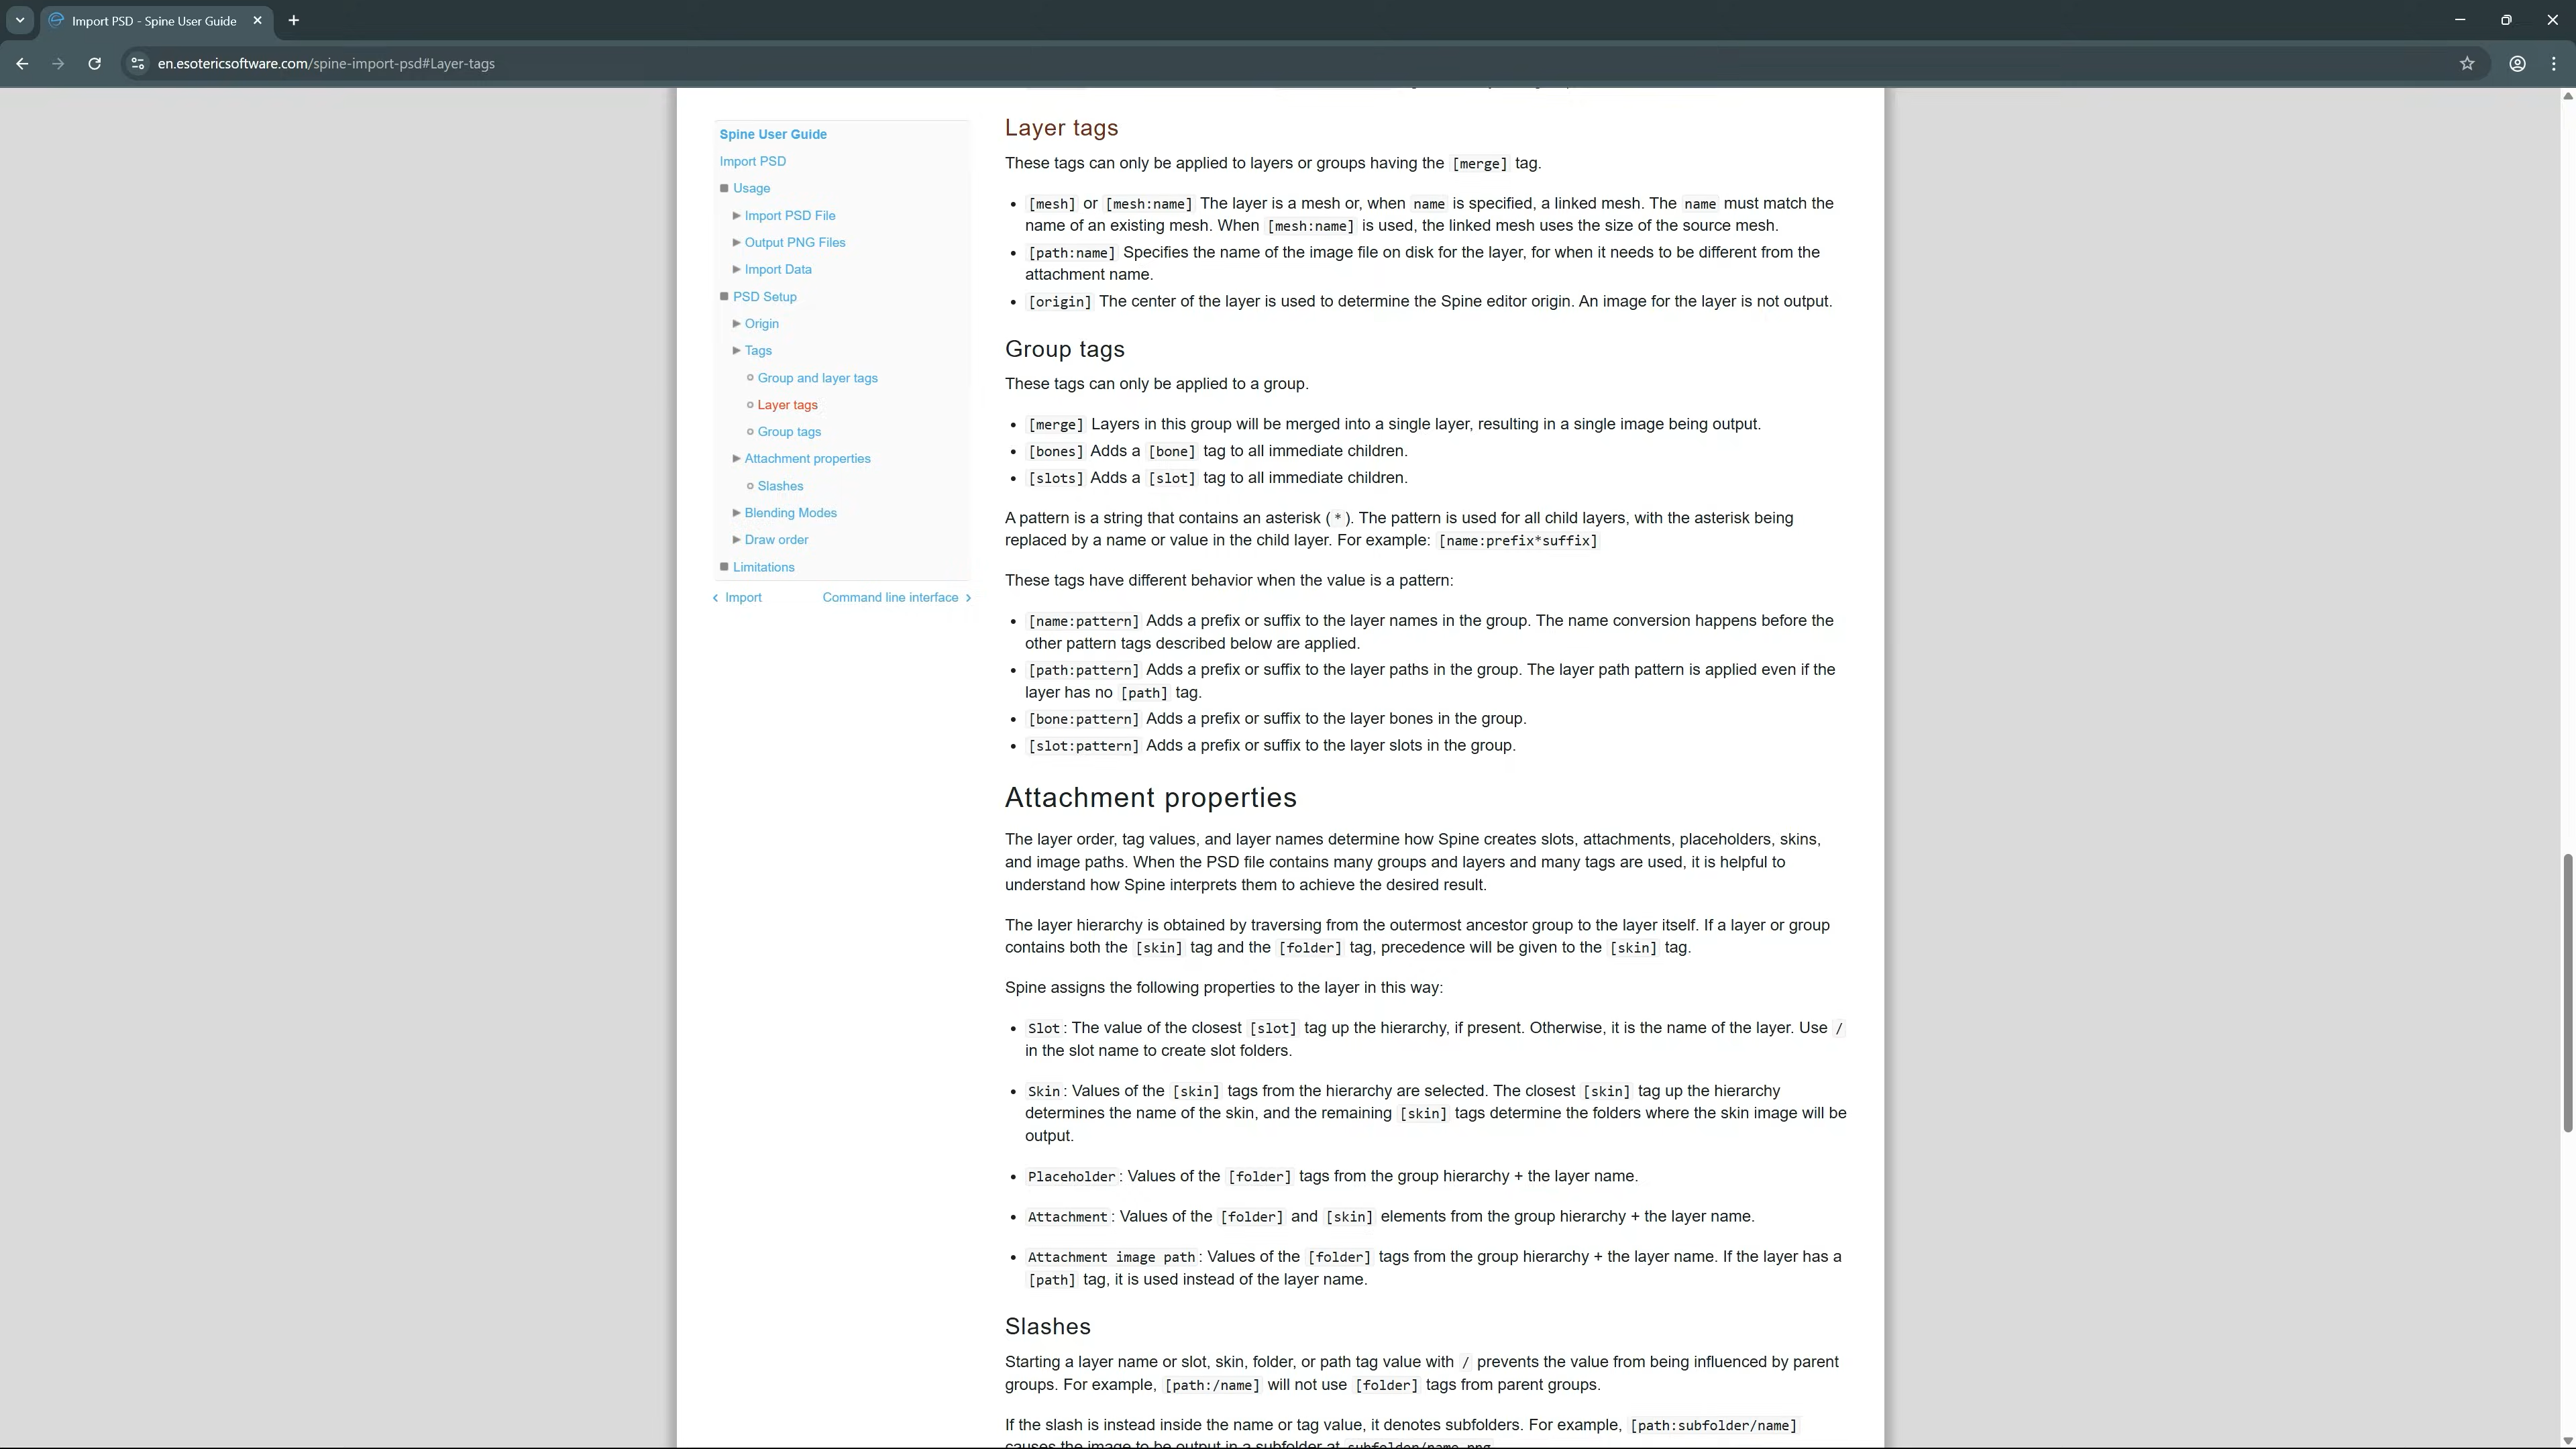 Import PSD - Spine User Guide
en.esotericsoftware.com/spine-import-psd#Layer-tags
Spine User Guide
Import PSD
Usage
Import PSD File
Output PNG Files
Import Data
PSD Setup
Origin
Tags
Group and layer tags
Layer tags
Group tags
Attachment properties
Slashes
Blending Modes
Draw order
Limitations
‹ Import
Command line interface ›
Layer tags
These tags can only be applied to layers or groups having the [merge] tag.
• [mesh] or [mesh:name] The layer is a mesh or, when name is specified, a linked mesh. The name must match the
name of an existing mesh. When [mesh:name] is used, the linked mesh uses the size of the source mesh.
• [path:name] Specifies the name of the image file on disk for the layer, for when it needs to be different from the
attachment name.
• [origin] The center of the layer is used to determine the Spine editor origin. An image for the layer is not output.
Group tags
These tags can only be applied to a group.
• [merge] Layers in this group will be merged into a single layer, resulting in a single image being output.
• [bones] Adds a [bone] tag to all immediate children.
• [slots] Adds a [slot] tag to all immediate children.
A pattern is a string that contains an asterisk (*). The pattern is used for all child layers, with the asterisk being
replaced by a name or value in the child layer. For example: [name:prefix*suffix]
These tags have different behavior when the value is a pattern:
• [name:pattern] Adds a prefix or suffix to the layer names in the group. The name conversion happens before the
other pattern tags described below are applied.
• [path:pattern] Adds a prefix or suffix to the layer paths in the group. The layer path pattern is applied even if the
layer has no [path] tag.
• [bone:pattern] Adds a prefix or suffix to the layer bones in the group.
• [slot:pattern] Adds a prefix or suffix to the layer slots in the group.
Attachment properties
The layer order, tag values, and layer names determine how Spine creates slots, attachments, placeholders, skins,
and image paths. When the PSD file contains many groups and layers and many tags are used, it is helpful to
understand how Spine interprets them to achieve the desired result.
The layer hierarchy is obtained by traversing from the outermost ancestor group to the layer itself. If a layer or group
contains both the [skin] tag and the [folder] tag, precedence will be given to the [skin] tag.
Spine assigns the following properties to the layer in this way:
• Slot: The value of the closest [slot] tag up the hierarchy, if present. Otherwise, it is the name of the layer. Use /
in the slot name to create slot folders.
• Skin: Values of the [skin] tags from the hierarchy are selected. The closest [skin] tag up the hierarchy
determines the name of the skin, and the remaining [skin] tags determine the folders where the skin image will be
output.
• Placeholder: Values of the [folder] tags from the group hierarchy + the layer name.
• Attachment: Values of the [folder] and [skin] elements from the group hierarchy + the layer name.
• Attachment image path: Values of the [folder] tags from the group hierarchy + the layer name. If the layer has a
[path] tag, it is used instead of the layer name.
Slashes
Starting a layer name or slot, skin, folder, or path tag value with / prevents the value from being influenced by parent
groups. For example, [path:/name] will not use [folder] tags from parent groups.
If the slash is instead inside the name or tag value, it denotes subfolders. For example, [path:subfolder/name]
causes the image to be output in a subfolder at subfolder/name.png